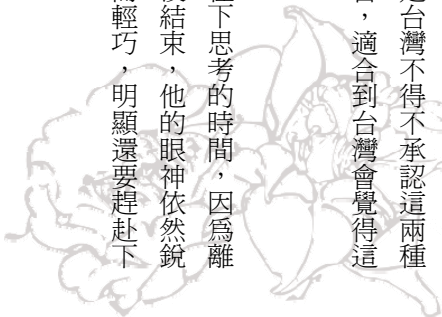 台灣不得不承認這兩種
，適合到台灣會覺得這
下思考的時間，因為離
結束，他的眼神依然銳
輕巧，明顯還要趕赴下